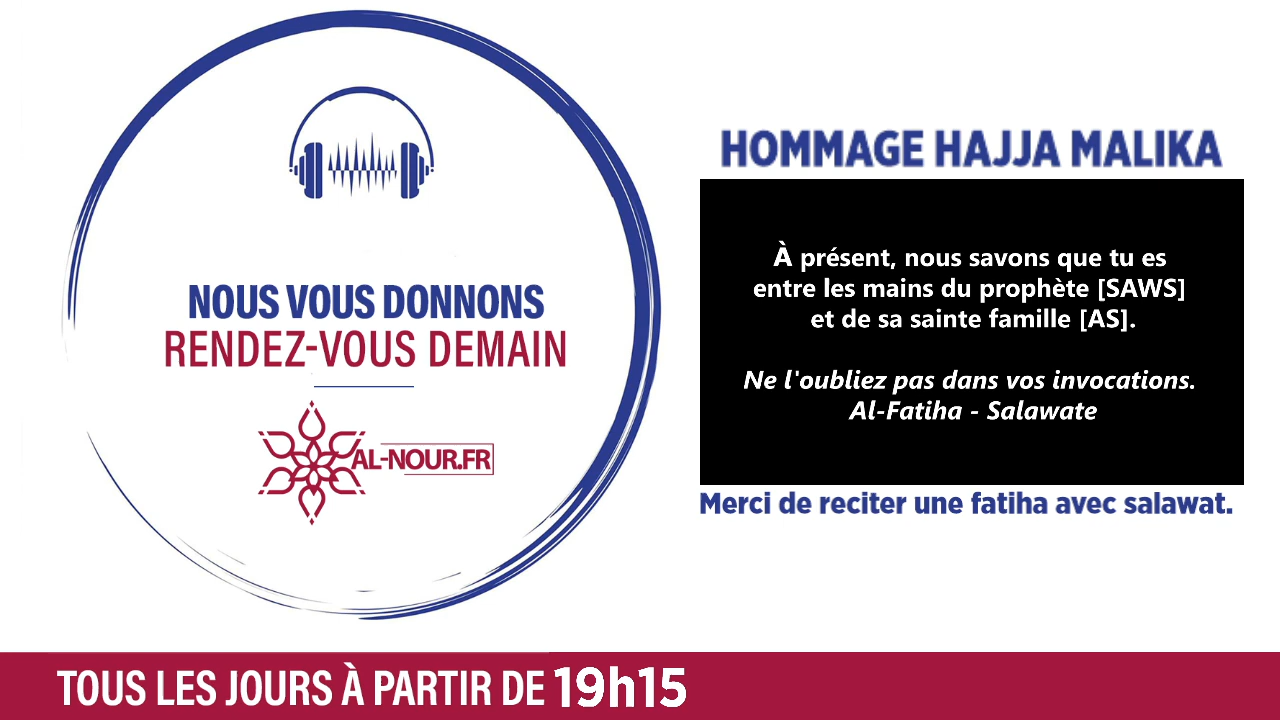 NOUS VOUS DONNONS
RENDEZ-VOUS DEMAIN
AL-NOUR.FR
HOMMAGE HAJJA MALIKA
À présent, nous savons que tu es
entre les mains du prophète [SAWS]
et de sa sainte famille [AS].
Ne l'oubliez pas dans vos invocations.
Al-Fatiha - Salawate
Merci de reciter une fatiha avec salawat.
TOUS LES JOURS À PARTIR DE 19h15